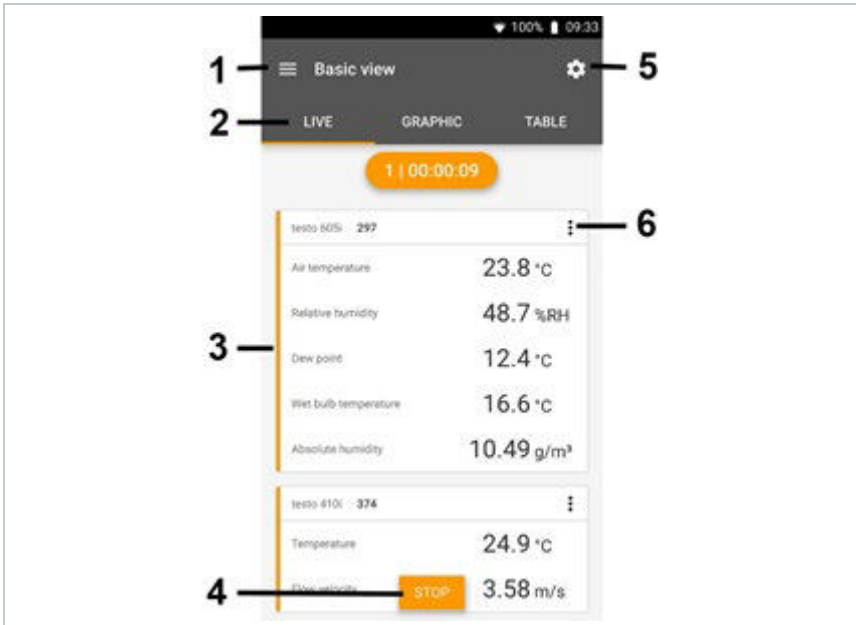 100% 09:33
1 Basic view 5
2 LIVE GRAPHIC TABLE
1 | 00:00:09
testo 605i 297 6
Air temperature 23.8 °C
Relative humidity 48.7 %RH
3
Dew point 12.4 °C
Wet bulb temperature 16.6 °C
Absolute humidity 10.49 g/m³
testo 410i 374
Temperature 24.9 °C
4 Flow velocity STOP 3.58 m/s